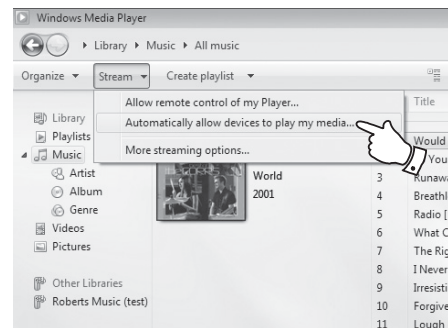 Windows Media Player
Library Music All music
Organize Stream Create playlist
Allow remote control of my Player...
Automatically allow devices to play my media...
More streaming options...
Title
Library
Playlists
Music
Artist
Album
Genre
Videos
Pictures
Other Libraries
Roberts Music (test)
THE CORRS
World
2001
Would
You
3 Runaw
4 Breathl
5 Radio [
6 What C
7 The Rig
8 I Never
9 Irresisti
10 Forgive
11 Lough